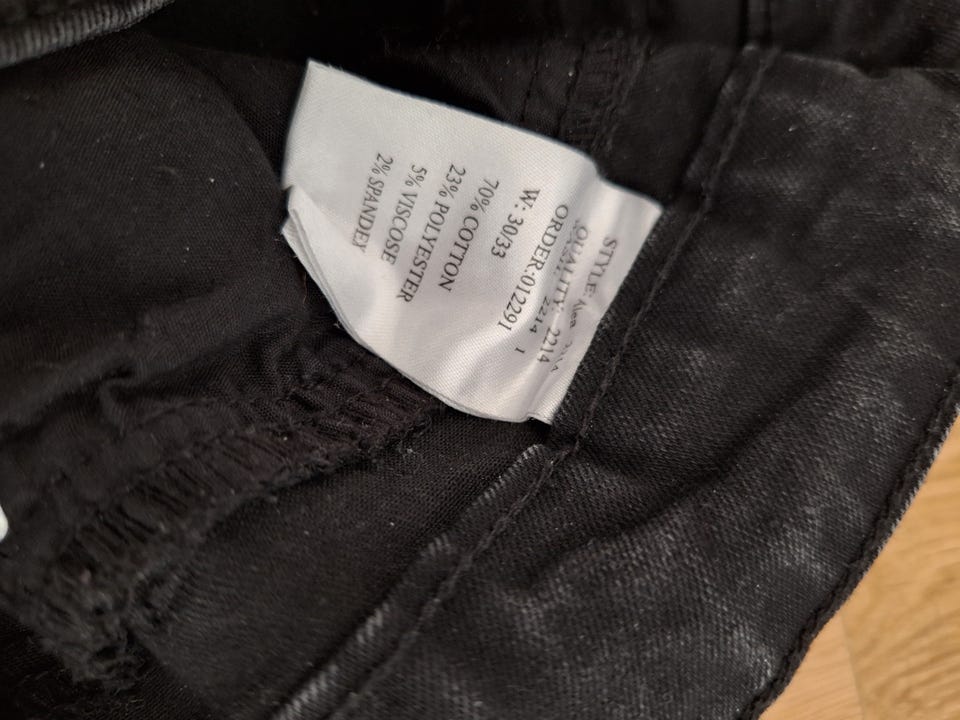 STYLE:
QUALITY: 2214
ORDER:012291
W: 30/33
70% COTTON
23% POLYESTER
5% VISCOSE
2% SPANDEX